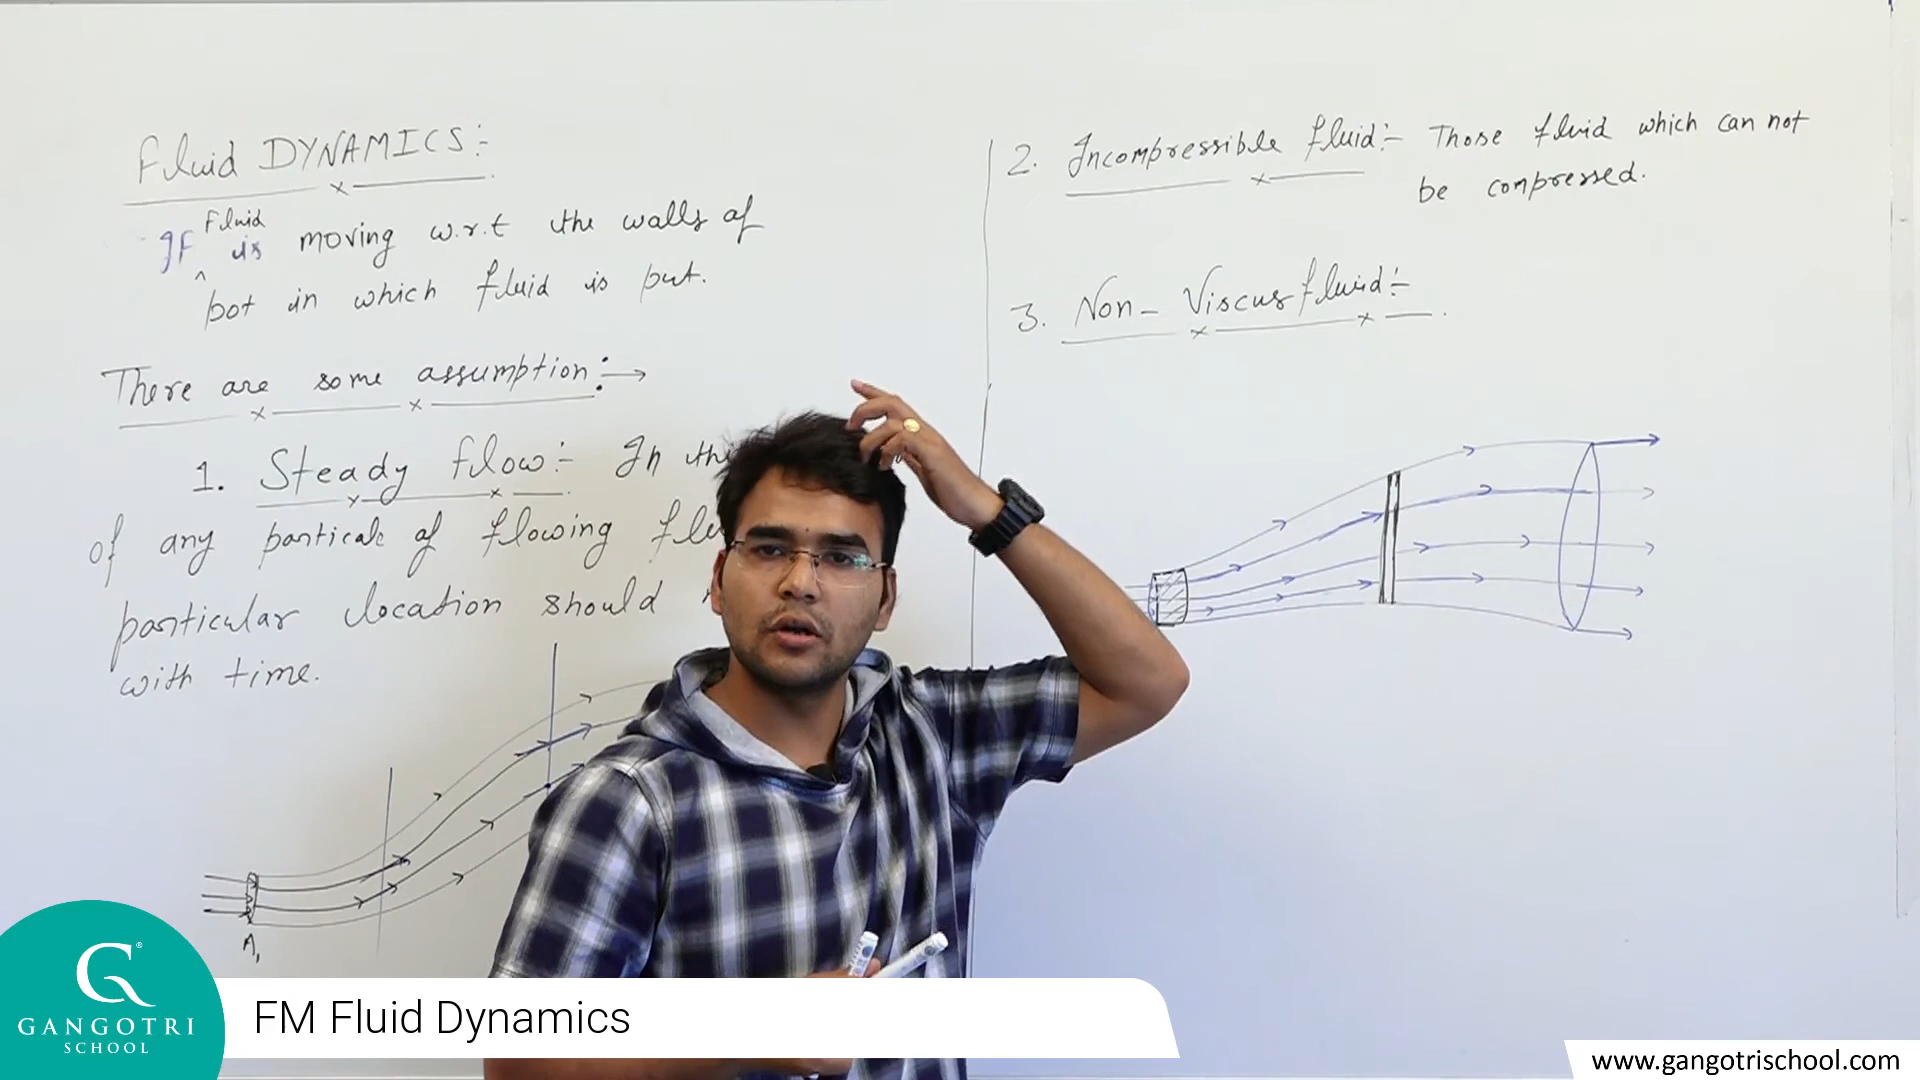 Fluid DYNAMICS:-
Fluid
If ^ is moving w.r.t the walls of
pot in which fluid is put.
There are some assumption:→
1. Steady flow:- In this
of any particle of flowing
particular location should
with time.
A1
2. Incompressible fluid:- Those fluid which can not
be compressed.
3. Non-Viscus fluid:-
G®
GANGOTRI
SCHOOL
FM Fluid Dynamics
www.gangotrischool.com